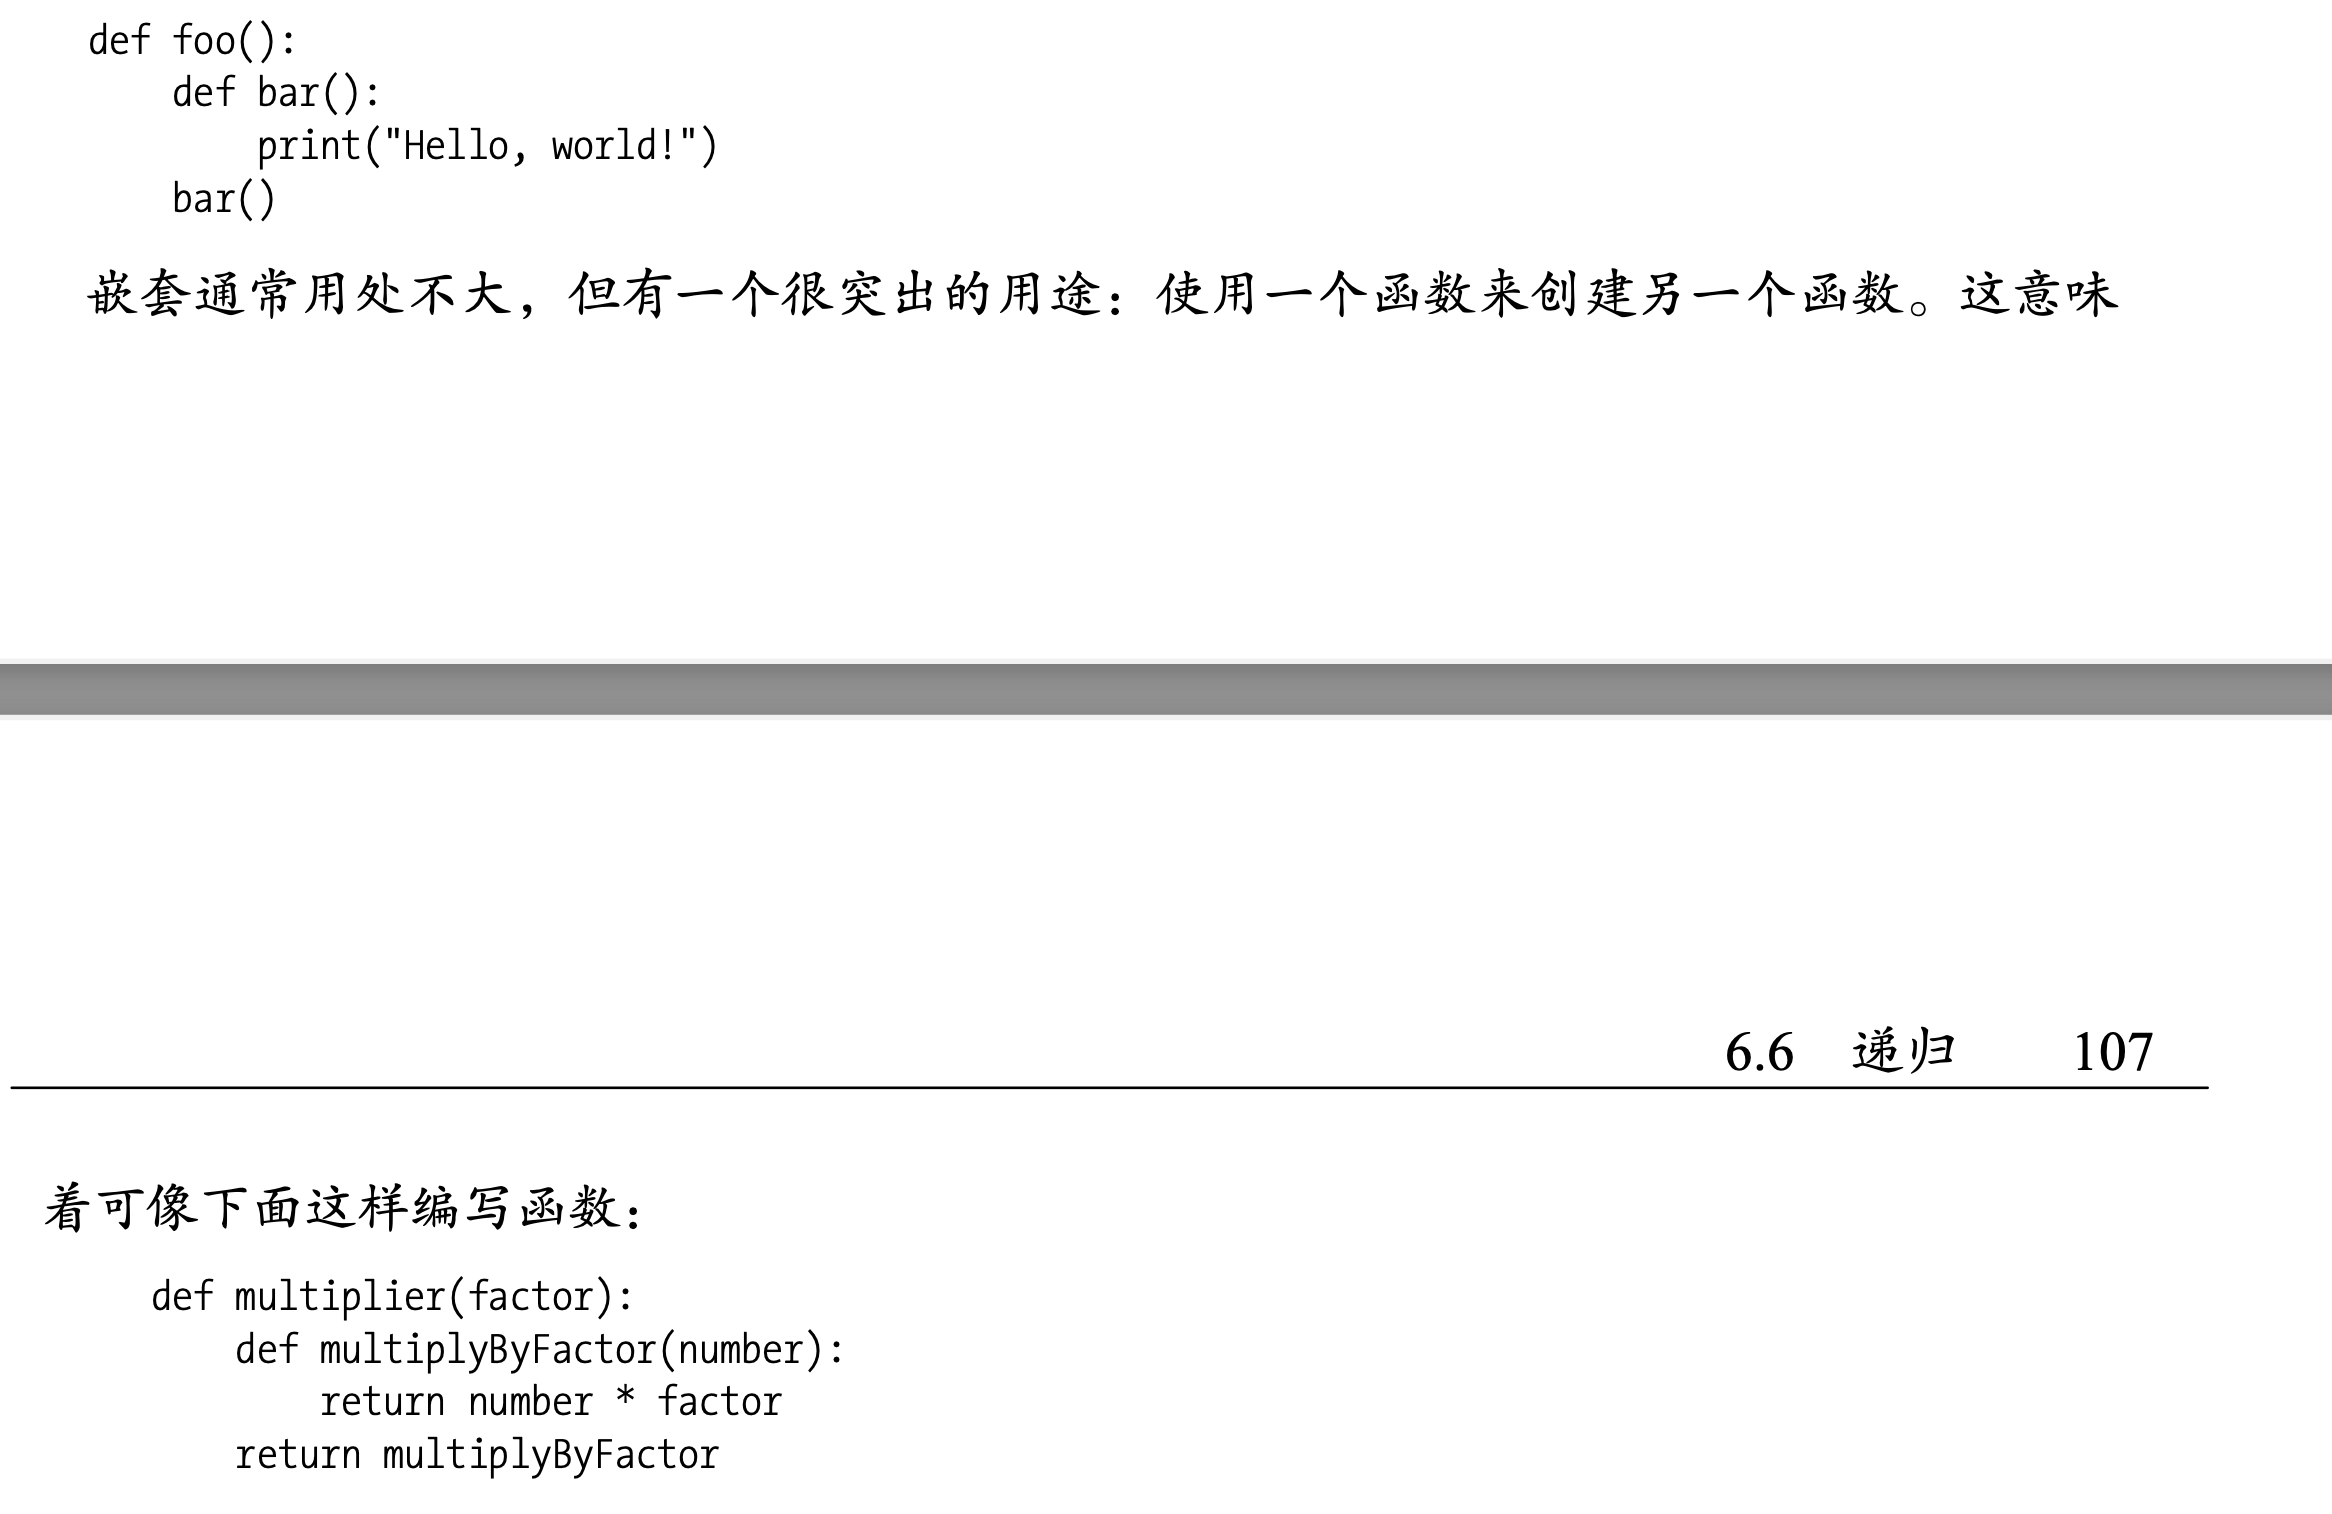 def foo():
    def bar():
        print("Hello, world!")
    bar()
嵌套通常用处不大，但有一个很突出的用途：使用一个函数来创建另一个函数。这意味
6.6 递归 107
着可像下面这样编写函数：
def multiplier(factor):
    def multiplyByFactor(number):
        return number * factor
    return multiplyByFactor